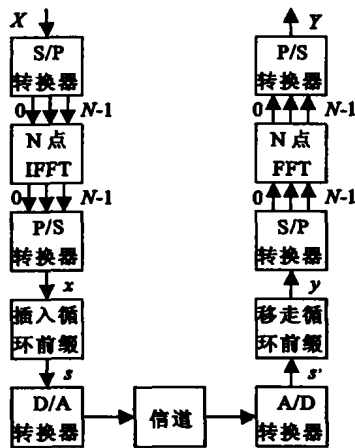 X
S/P
转换器
0 N-1
N 点
IFFT
0 N-1
P/S
转换器
x
插入循
环前缀
s
D/A
转换器
信道
A/D
转换器
s'
移走循
环前缀
y
S/P
转换器
0 N-1
N 点
FFT
0 N-1
P/S
转换器
Y